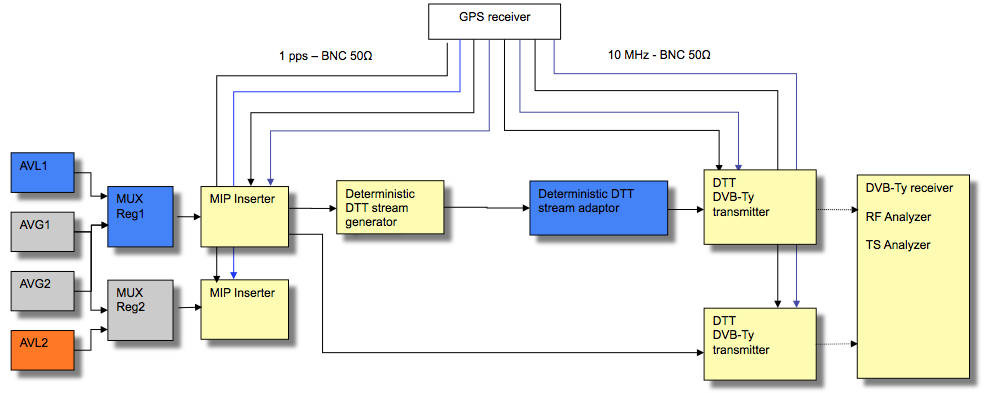 GPS receiver
1 pps – BNC 50Ω
10 MHz - BNC 50Ω
AVL1
AVG1
AVG2
AVL2
MUX
Reg1
MUX
Reg2
MIP Inserter
MIP Inserter
Deterministic
DTT stream
generator
Deterministic DTT
stream adaptor
DTT
DVB-Ty
transmitter
DTT
DVB-Ty
transmitter
DVB-Ty receiver
RF Analyzer
TS Analyzer